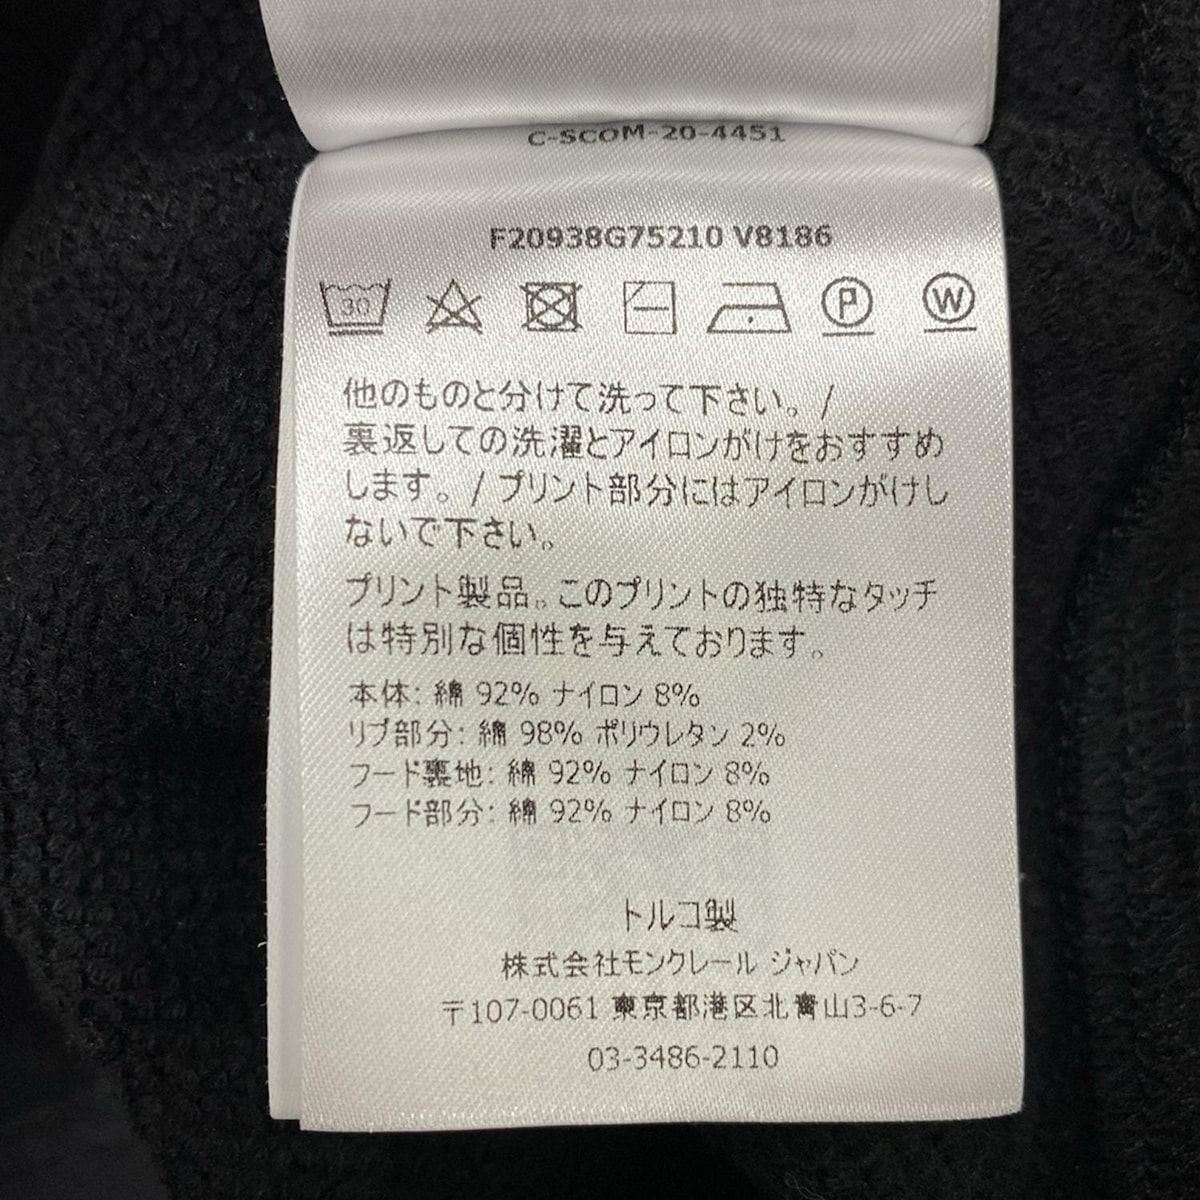 C-SCOM-20-4451
F20938G75210 V8186
30 P W
他のものと分けて洗って下さい。/
裏返しての洗濯とアイロンがけをおすすめ
します。/ プリント部分にはアイロンがけし
ないで下さい。
プリント製品。このプリントの独特なタッチ
は特別な個性を与えております。
本体: 綿 92% ナイロン 8%
リブ部分: 綿 98% ポリウレタン 2%
フード裏地: 綿 92% ナイロン 8%
フード部分: 綿 92% ナイロン 8%
トルコ製
株式会社モンクレール ジャパン
〒107-0061 東京都港区北青山3-6-7
03-3486-2110